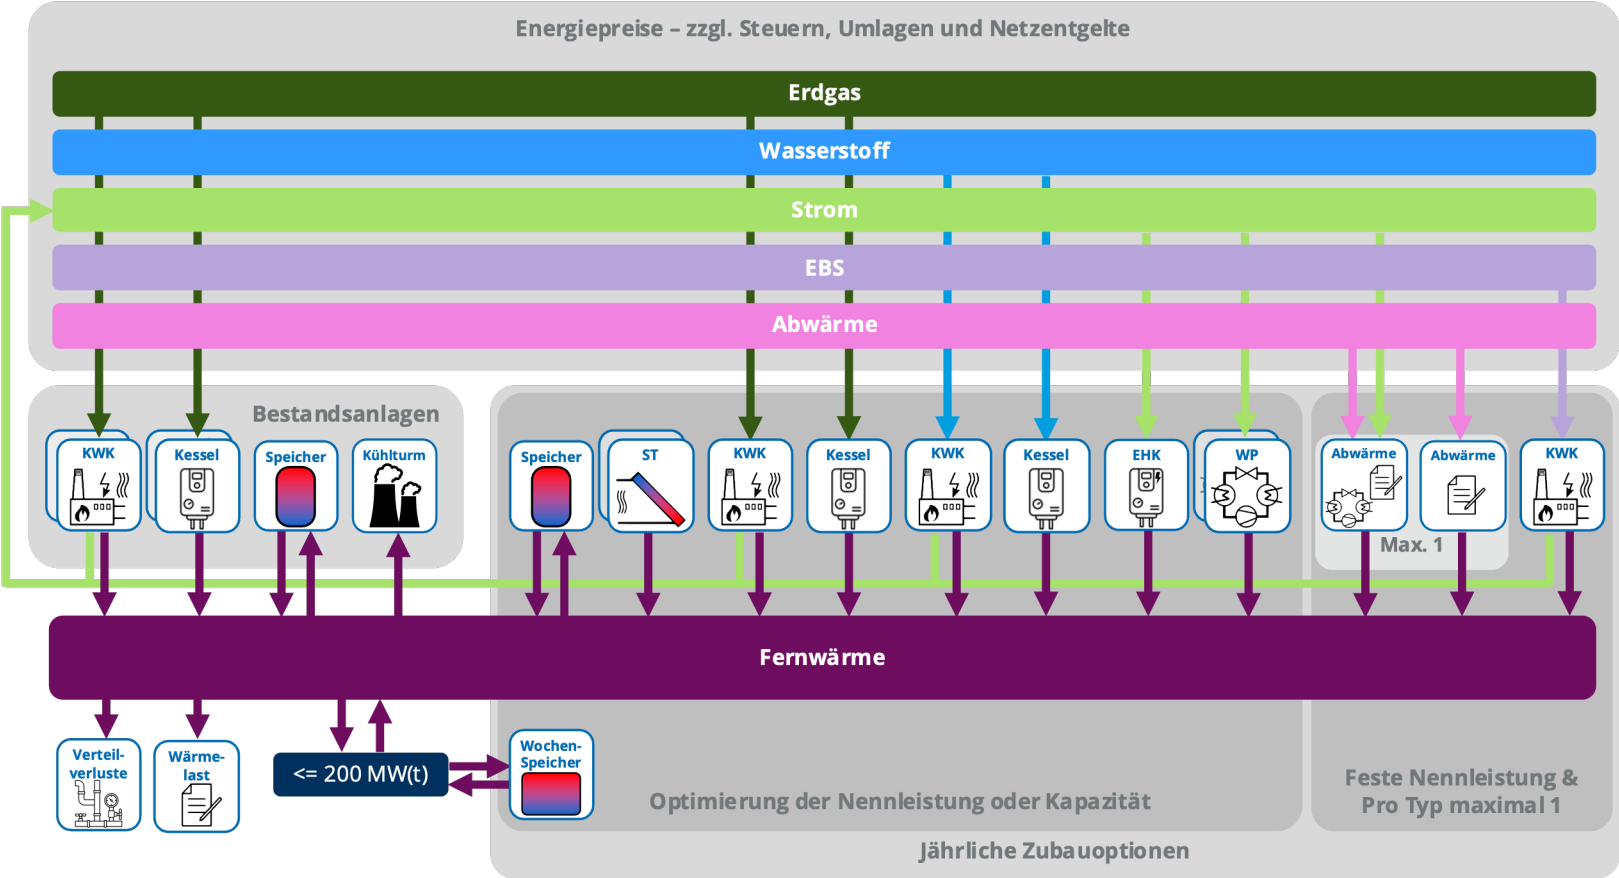 Energiepreise – zzgl. Steuern, Umlagen und Netzentgelte
Erdgas
Wasserstoff
Strom
EBS
Abwärme
Bestandsanlagen
KWK
Kessel
Speicher
Kühlturm
Speicher
ST
KWK
Kessel
KWK
Kessel
EHK
WP
Abwärme
Abwärme
KWK
Max. 1
Fernwärme
Verteil-
verluste
Wärme-
last
<= 200 MW(t)
Wochen-
Speicher
Optimierung der Nennleistung oder Kapazität
Feste Nennleistung &
Pro Typ maximal 1
Jährliche Zubauoptionen